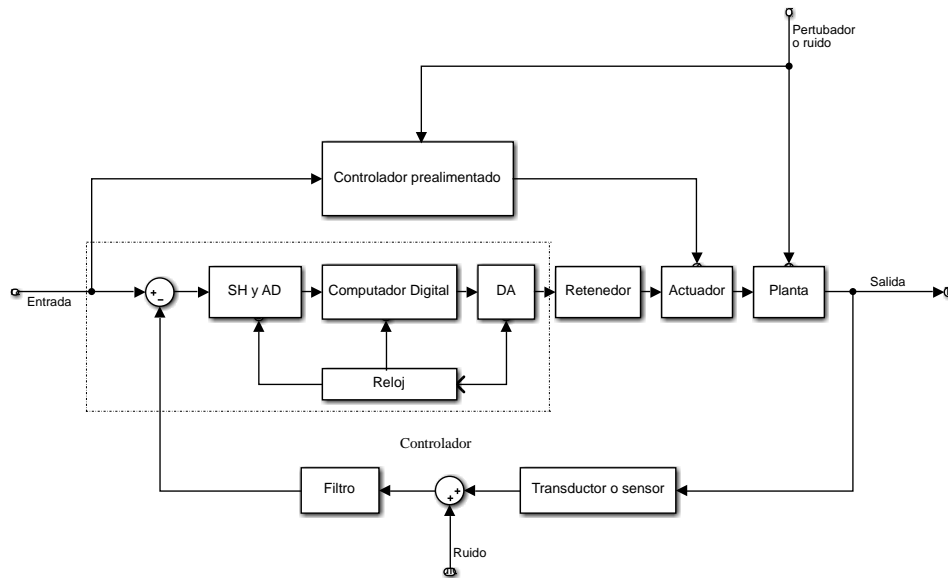 Pertubador
o ruido
Controlador prealimentado
Entrada
SH y AD
Computador Digital
DA
Retenedor
Actuador
Planta
Salida
Reloj
Controlador
Filtro
Transductor o sensor
Ruido